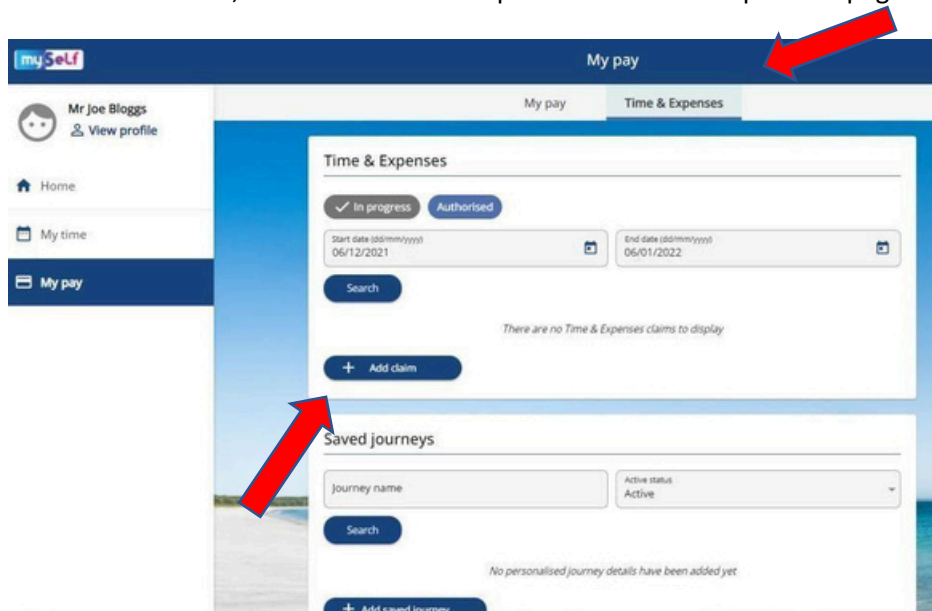 mySeLf
My pay
Mr Joe Bloggs
View profile
My pay Time & Expenses
Home
My time
My pay
Time & Expenses
In progress Authorised
Start date (dd/mm/yyyy) End date (dd/mm/yyyy)
06/12/2021 06/01/2022
Search
There are no Time & Expenses claims to display
+ Add claim
Saved journeys
Journey name
Active status
Active
Search
No personalised journey details have been added yet
+ Add saved journey